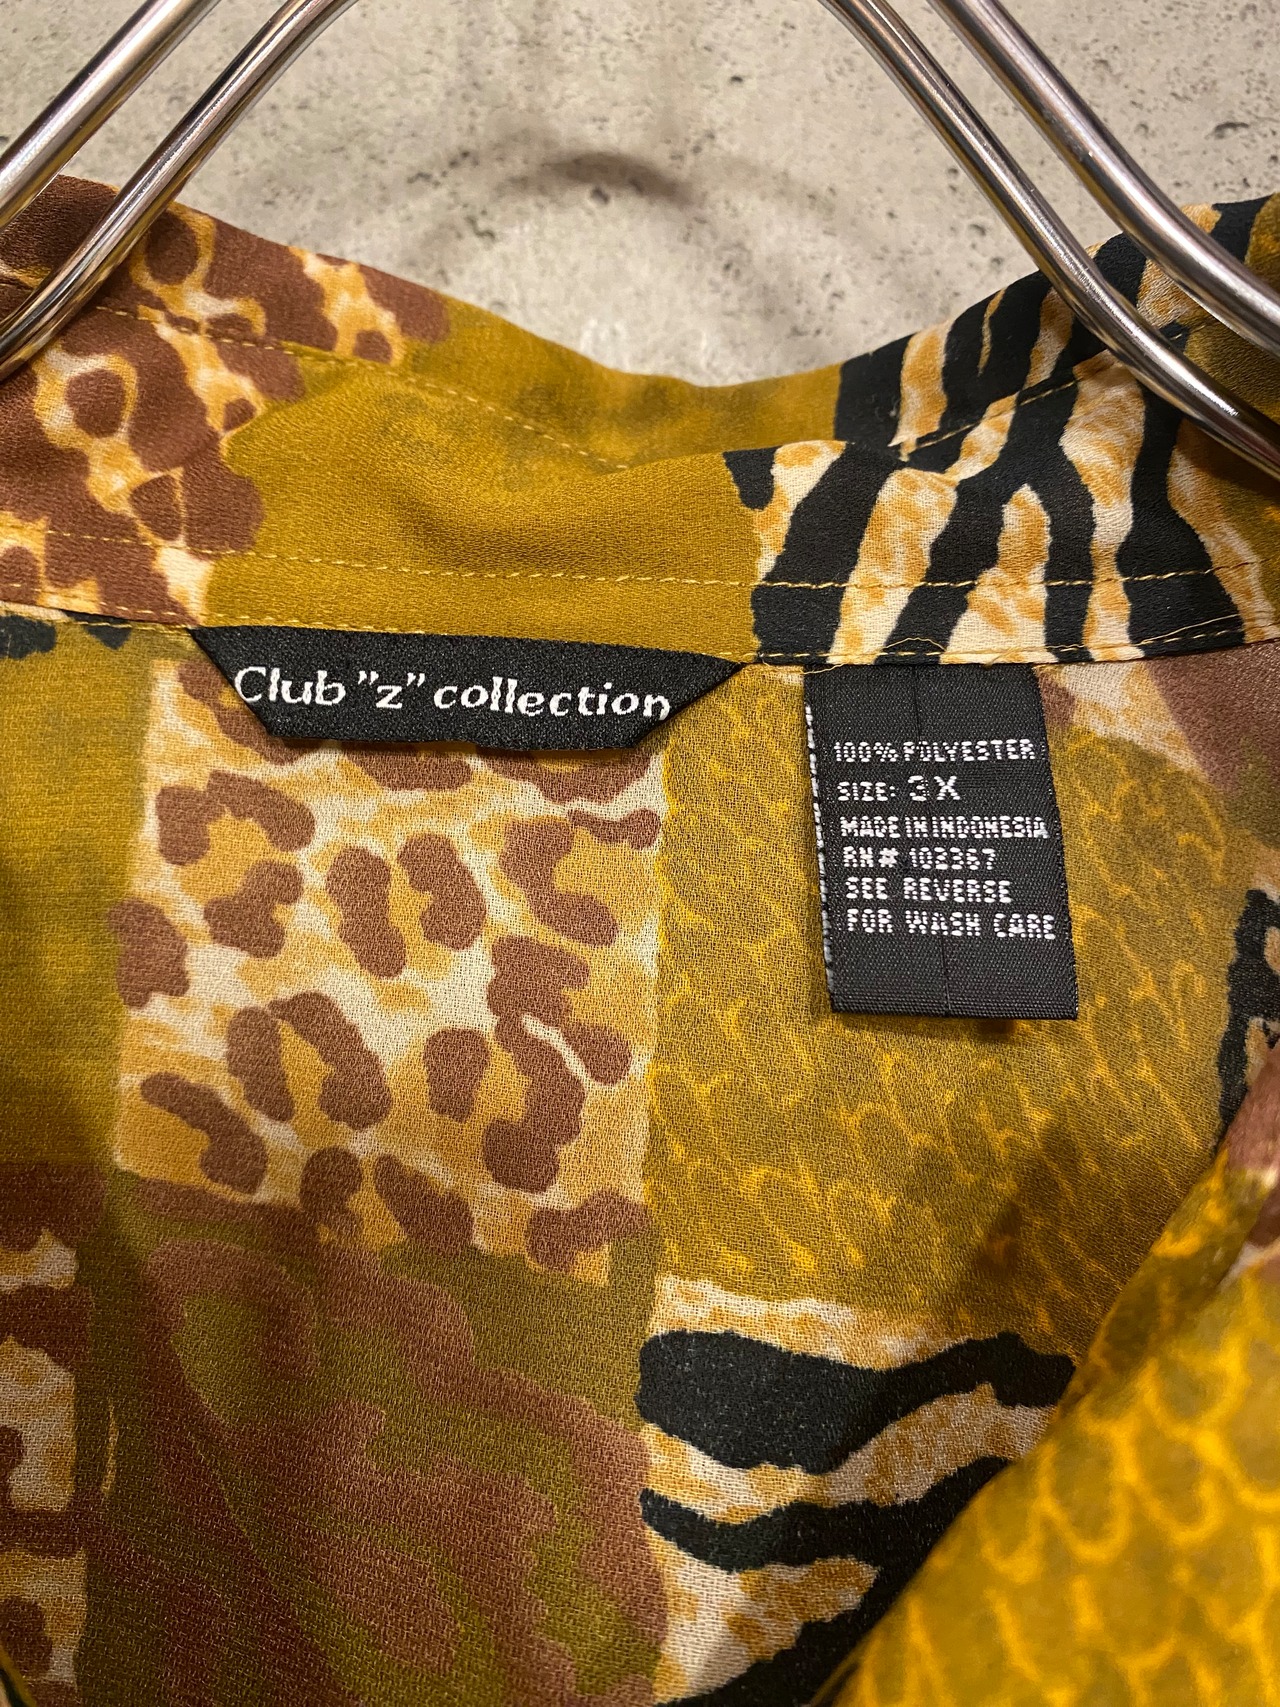 Club "z" collection
100% POLYESTER
SIZE: 3X
MADE IN INDONESIA
RN# 102367
SEE REVERSE
FOR WASH CARE